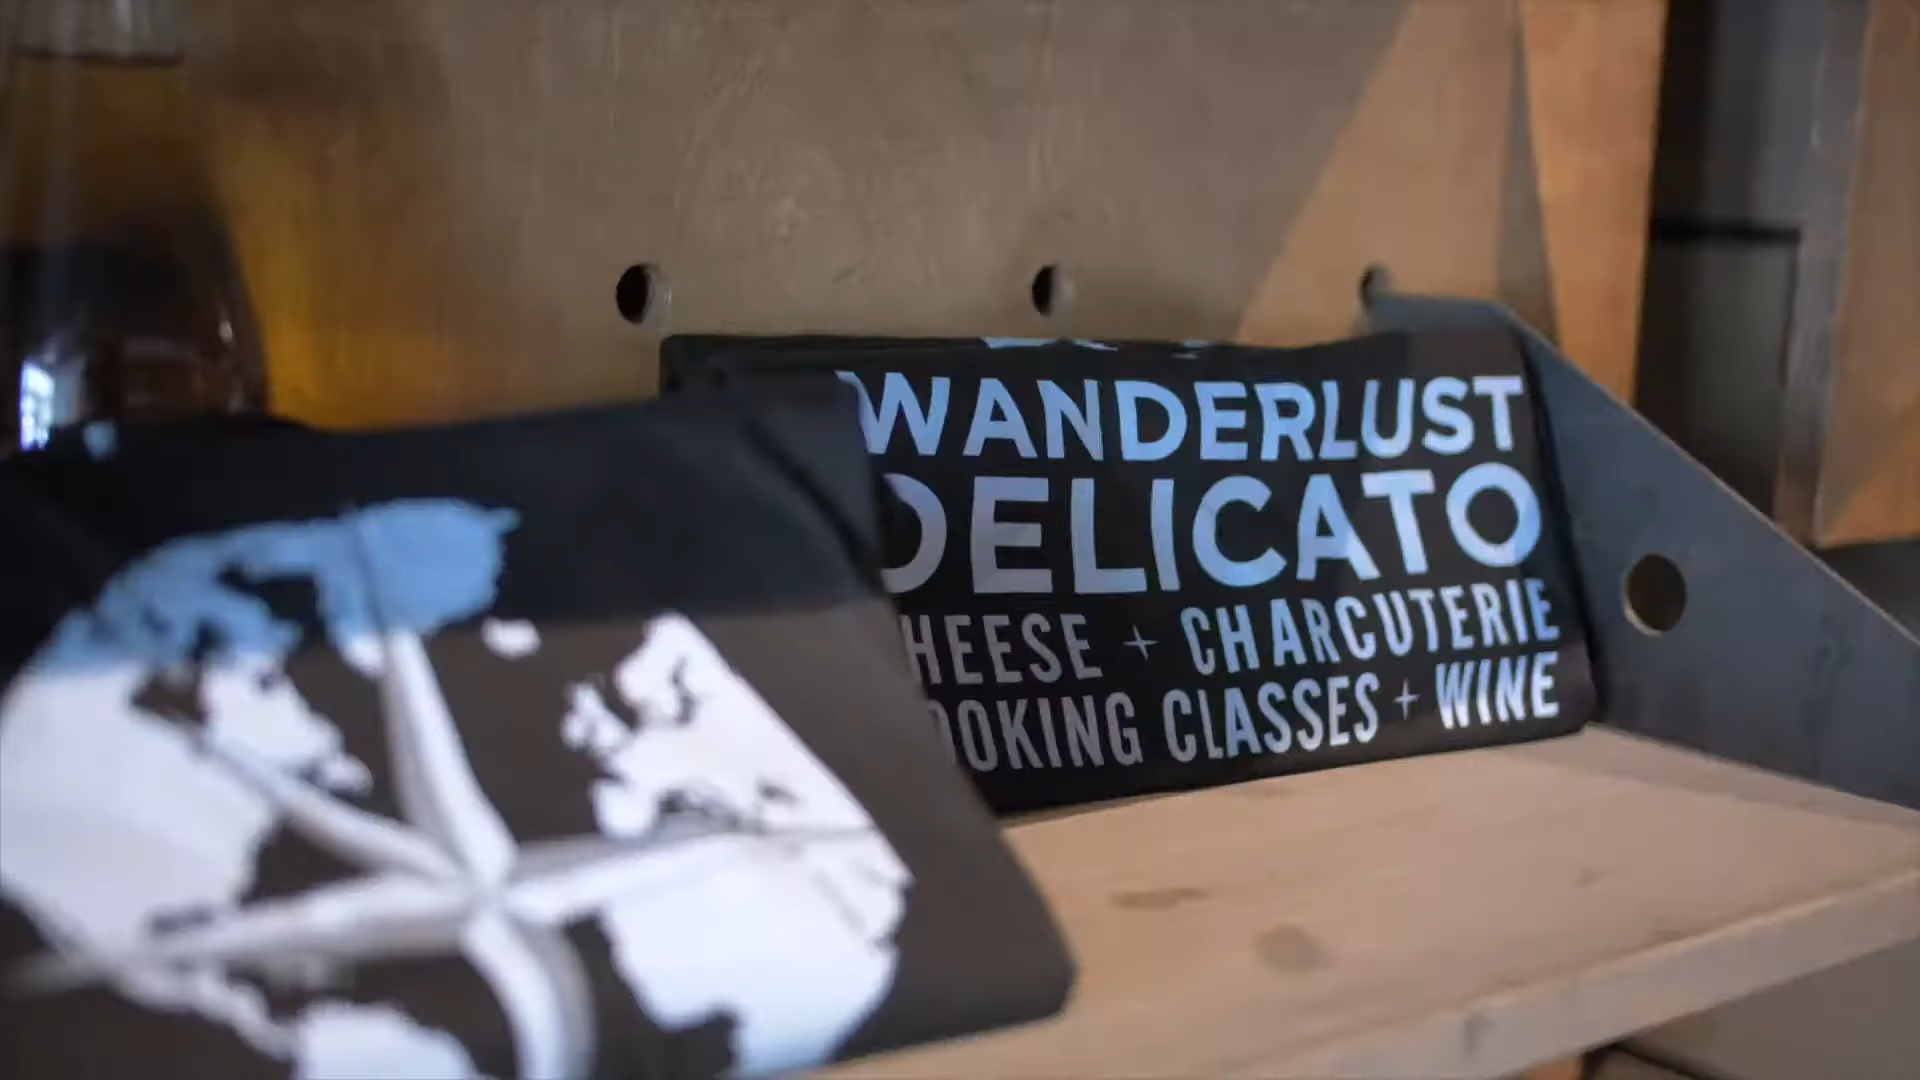 WANDERLUST
DELICATO
HEESE + CHARCUTERIE
OOKING CLASSES + WINE